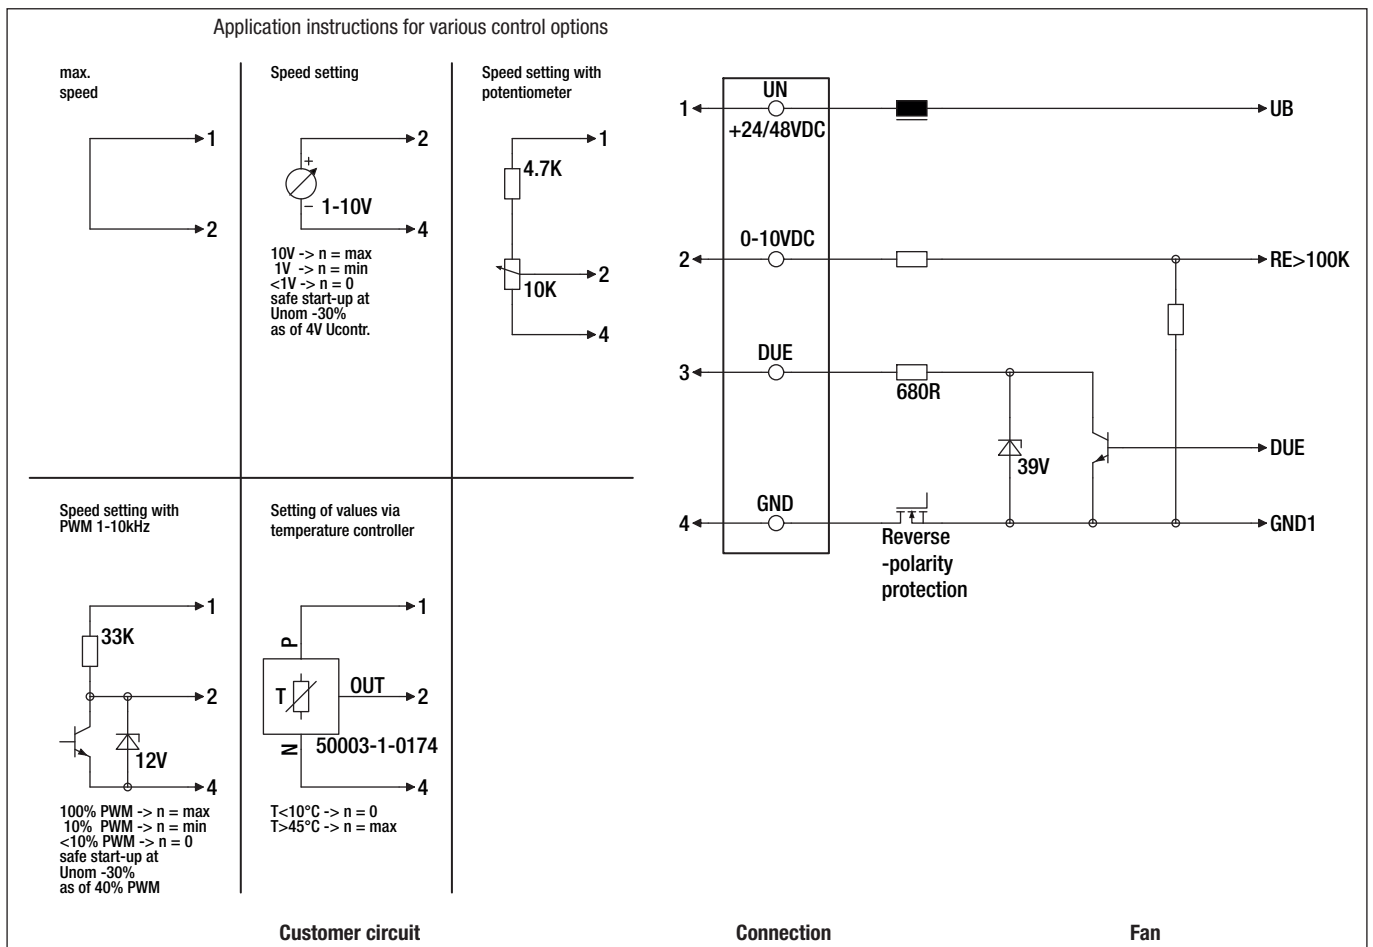 Application instructions for various control options
max.
speed
1
2
Speed setting
2
+
–
1-10V
4
10V -> n = max
1V -> n = min
<1V -> n = 0
safe start-up at
Unom -30%
as of 4V Ucontr.
Speed setting with
potentiometer
1
4.7K
2
10K
4
Speed setting with
PWM 1-10kHz
1
33K
2
12V
4
100% PWM -> n = max
10% PWM -> n = min
<10% PWM -> n = 0
safe start-up at
Unom -30%
as of 40% PWM
Setting of values via
temperature controller
1
P
T
OUT
2
N
50003-1-0174
4
T<10°C -> n = 0
T>45°C -> n = max
1
UN
+24/48VDC
UB
2
0-10VDC
RE>100K
3
DUE
680R
39V
DUE
4
GND
GND1
Reverse
-polarity
protection
Customer circuit
Connection
Fan